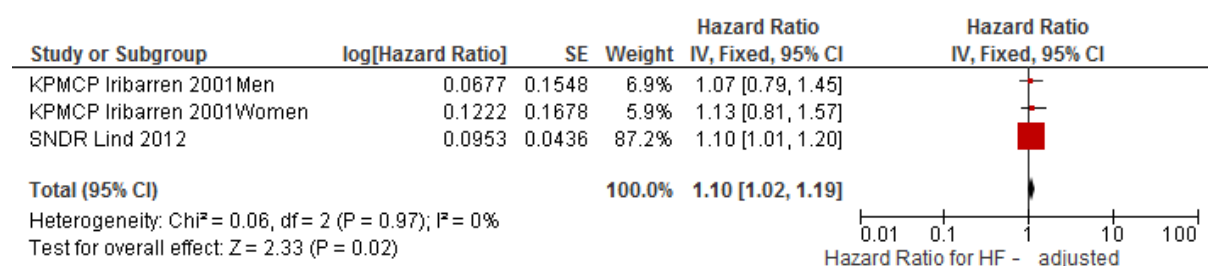 Hazard Ratio Hazard Ratio
Study or Subgroup log[Hazard Ratio] SE Weight IV, Fixed, 95% CI IV, Fixed, 95% CI
KPMCP Iribarren 2001Men 0.0677 0.1548 6.9% 1.07 [0.79, 1.45]
KPMCP Iribarren 2001Women 0.1222 0.1678 5.9% 1.13 [0.81, 1.57]
SNDR Lind 2012 0.0953 0.0436 87.2% 1.10 [1.01, 1.20]
Total (95% CI) 100.0% 1.10 [1.02, 1.19]
Heterogeneity: Chi² = 0.06, df = 2 (P = 0.97); I² = 0%
Test for overall effect: Z = 2.33 (P = 0.02)
0.01 0.1 1 10 100
Hazard Ratio for HF - adjusted